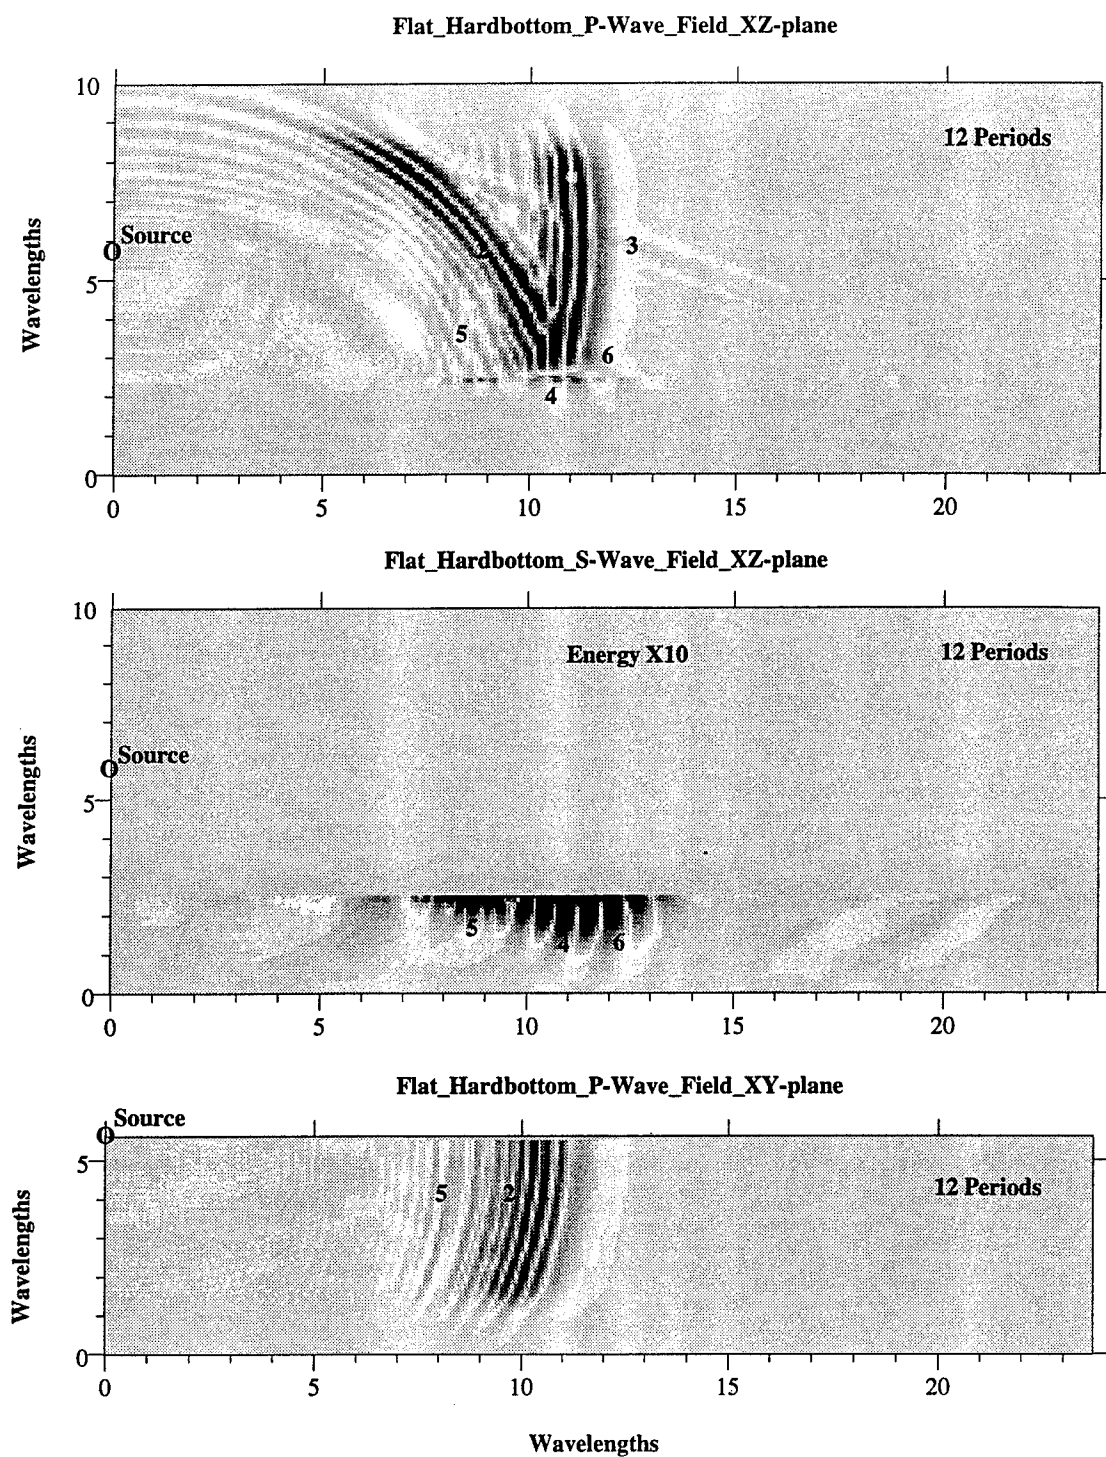 Flat_Hardbottom_P-Wave_Field_XZ-plane
10
12 Periods
Source
3
2
5
5
6
4
0
0 5 10 15 20
Wavelengths
Flat_Hardbottom_S-Wave_Field_XZ-plane
10
Energy X10
12 Periods
Source
5
5
4
6
0
0 5 10 15 20
Wavelengths
Flat_Hardbottom_P-Wave_Field_XY-plane
Source
5
5
2
12 Periods
0
0 5 10 15 20
Wavelengths
Wavelengths